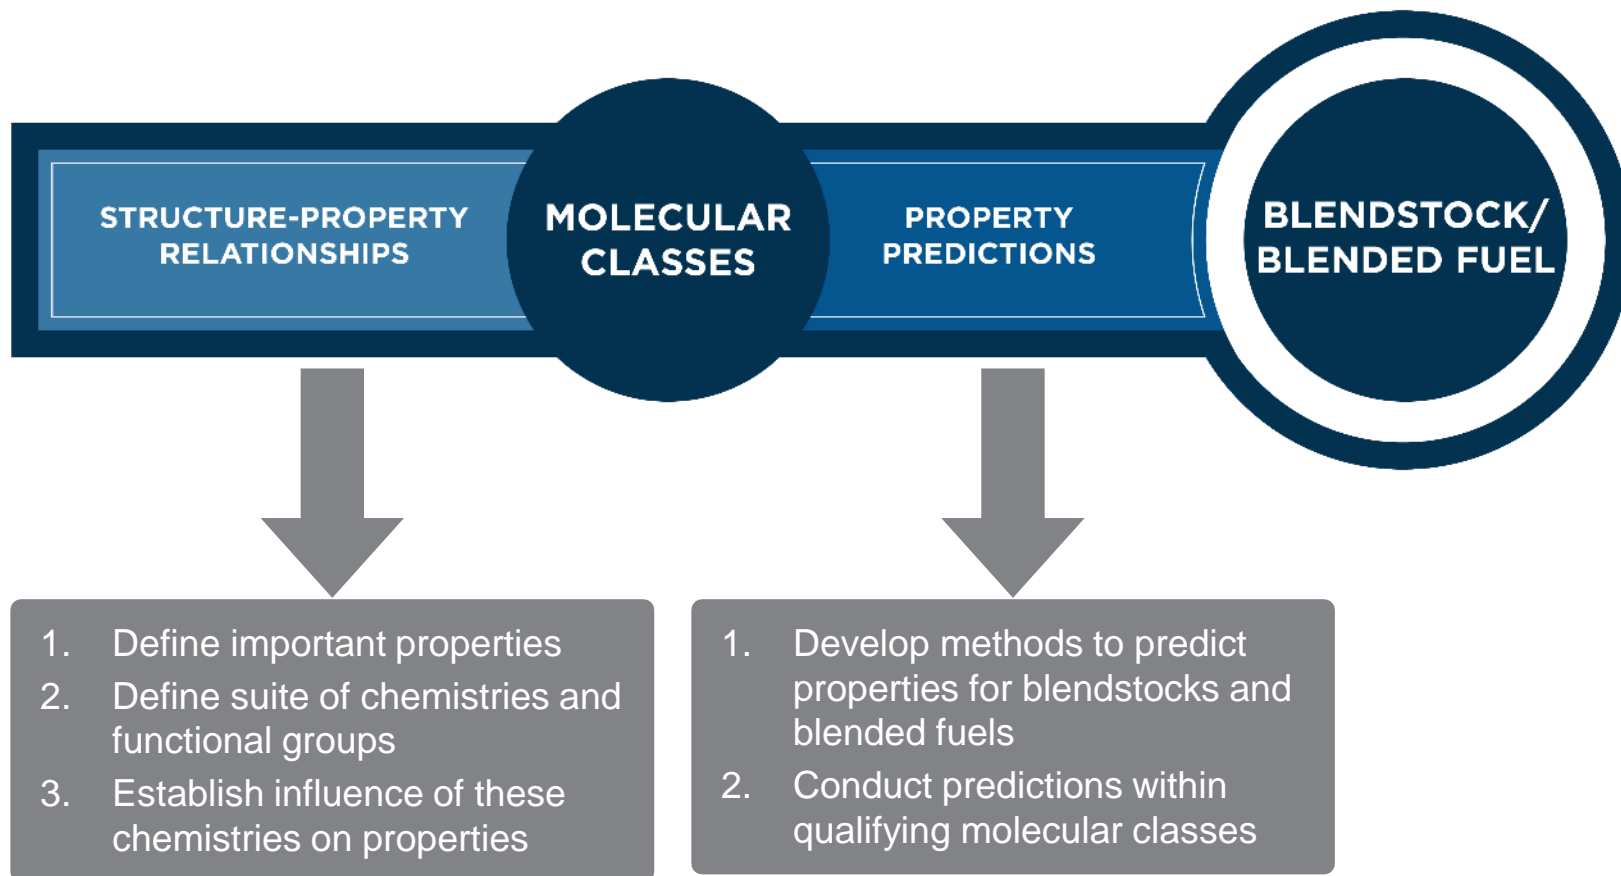 STRUCTURE-PROPERTY
RELATIONSHIPS
MOLECULAR
CLASSES
PROPERTY
PREDICTIONS
BLENDSTOCK/
BLENDED FUEL
1. Define important properties
2. Define suite of chemistries and
functional groups
3. Establish influence of these
chemistries on properties
1. Develop methods to predict
properties for blendstocks and
blended fuels
2. Conduct predictions within
qualifying molecular classes